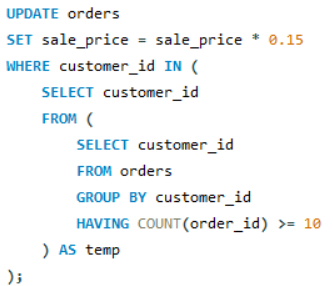 UPDATE orders
SET sale_price = sale_price * 0.15
WHERE customer_id IN (
    SELECT customer_id
    FROM (
        SELECT customer_id
        FROM orders
        GROUP BY customer_id
        HAVING COUNT(order_id) >= 10
    ) AS temp
);